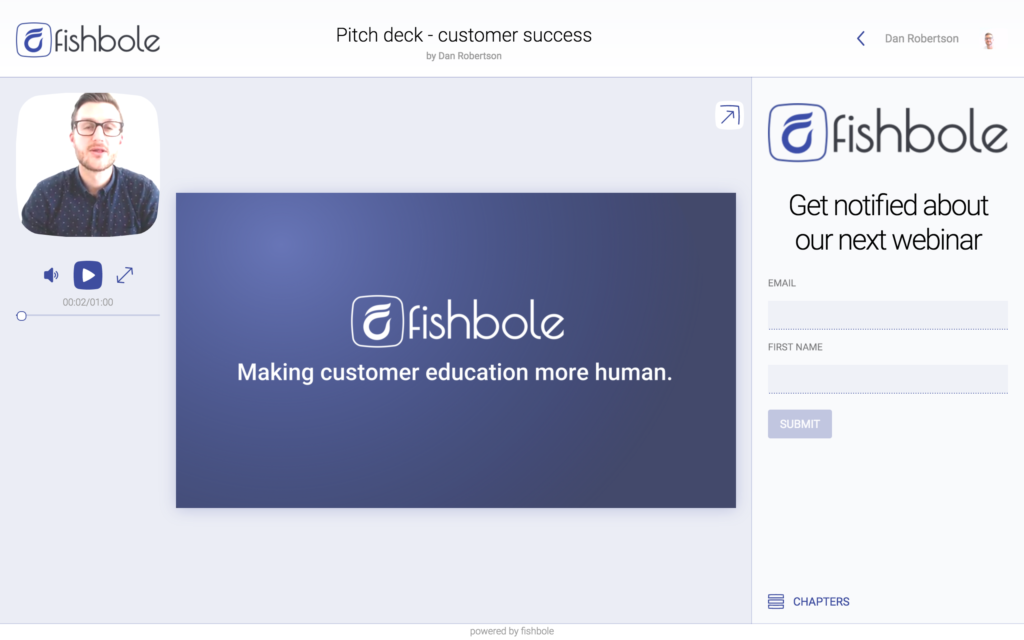 fishbole
Pitch deck - customer success
by Dan Robertson
Dan Robertson
00:02/01:00
fishbole
Making customer education more human.
fishbole
Get notified about
our next webinar
EMAIL
FIRST NAME
SUBMIT
CHAPTERS
powered by fishbole